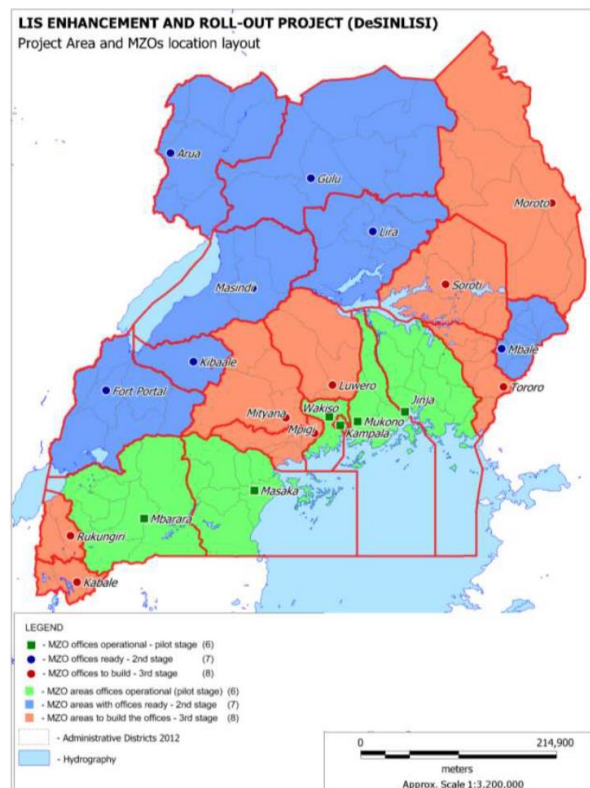 LIS ENHANCEMENT AND ROLL-OUT PROJECT (DeSINLISI)
Project Area and MZOs location layout
Arua
Gulu
Moroto
Lira
Masindi
Soroti
Mbale
Kibaale
Fort Portal
Luwero
Tororo
Wakiso
Jinja
Mityana
Mukono
Mpigi
Kampala
Masaka
Mbarara
Rukungiri
Kabale
LEGEND
- MZO offices operational - pilot stage (6)
- MZO offices ready - 2nd stage (7)
- MZO offices to build - 3rd stage (8)
- MZO areas offices operational (pilot stage) (6)
- MZO areas with offices ready - 2nd stage (7)
- MZO areas to build the offices - 3rd stage (8)
- Administrative Districts 2012
- Hydrography
0 214,900
meters
Approx. Scale 1:3,200,000